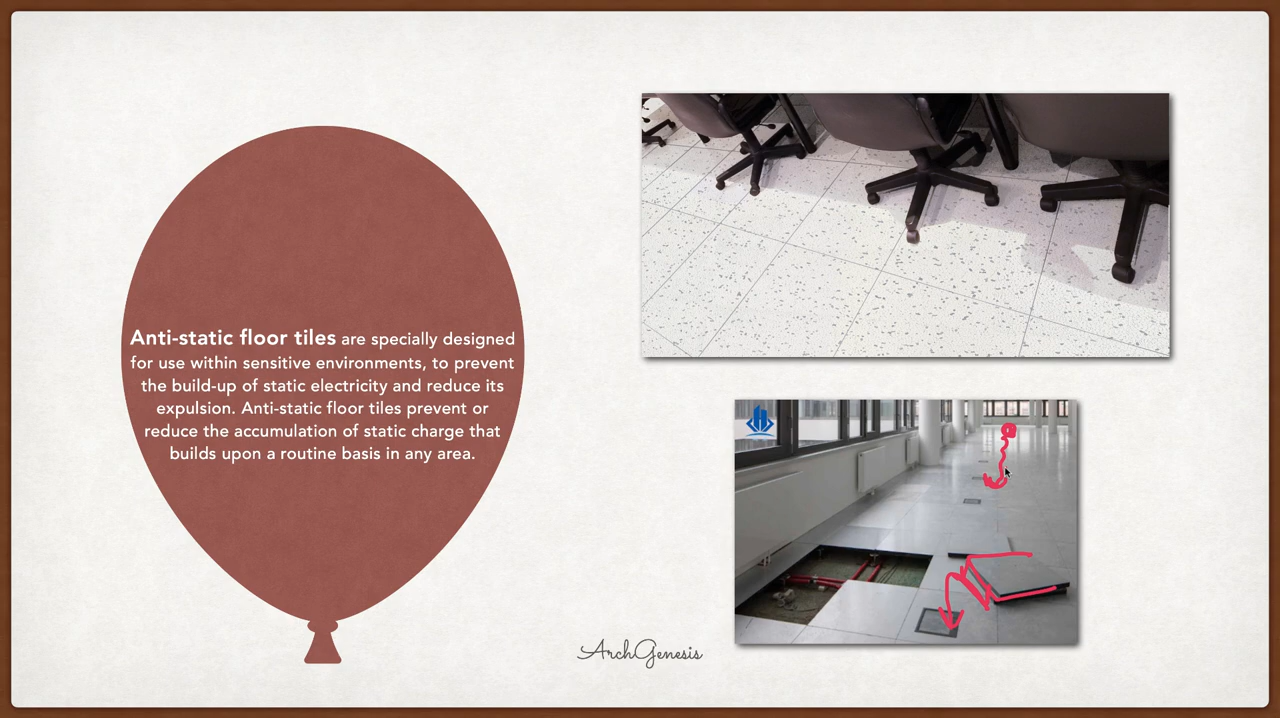 Anti-static floor tiles are specially designed
for use within sensitive environments, to prevent
the build-up of static electricity and reduce its
expulsion. Anti-static floor tiles prevent or
reduce the accumulation of static charge that
builds upon a routine basis in any area.
ArchGenesis